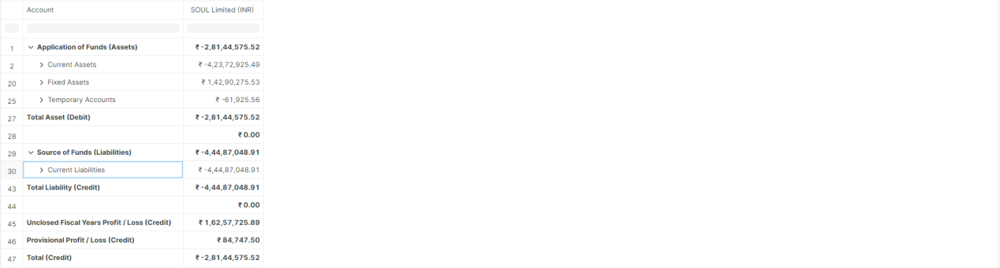 Account SOUL Limited (INR)
1 Application of Funds (Assets) ₹ -2,81,44,575.52
2 Current Assets ₹ -4,23,72,925.49
20 Fixed Assets ₹ 1,42,90,275.53
25 Temporary Accounts ₹ -61,925.56
27 Total Asset (Debit) ₹ -2,81,44,575.52
28 ₹ 0.00
29 Source of Funds (Liabilities) ₹ -4,44,87,048.91
30 Current Liabilities ₹ -4,44,87,048.91
43 Total Liability (Credit) ₹ -4,44,87,048.91
44 ₹ 0.00
45 Unclosed Fiscal Years Profit / Loss (Credit) ₹ 1,62,57,725.89
46 Provisional Profit / Loss (Credit) ₹ 84,747.50
47 Total (Credit) ₹ -2,81,44,575.52